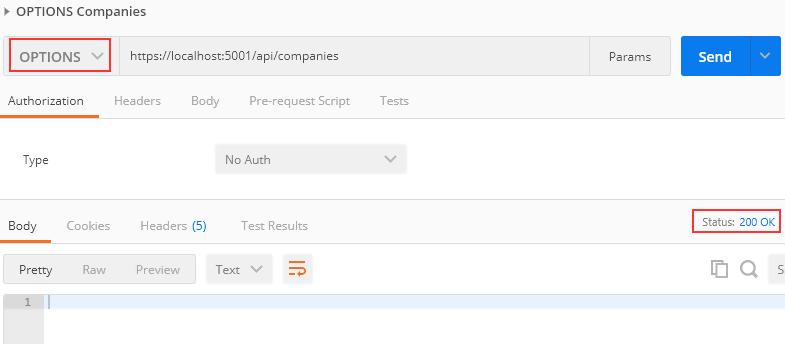 OPTIONS Companies
OPTIONS https://localhost:5001/api/companies Params Send
Authorization Headers Body Pre-request Script Tests
Type No Auth
Body Cookies Headers (5) Test Results Status: 200 OK
Pretty Raw Preview Text
1